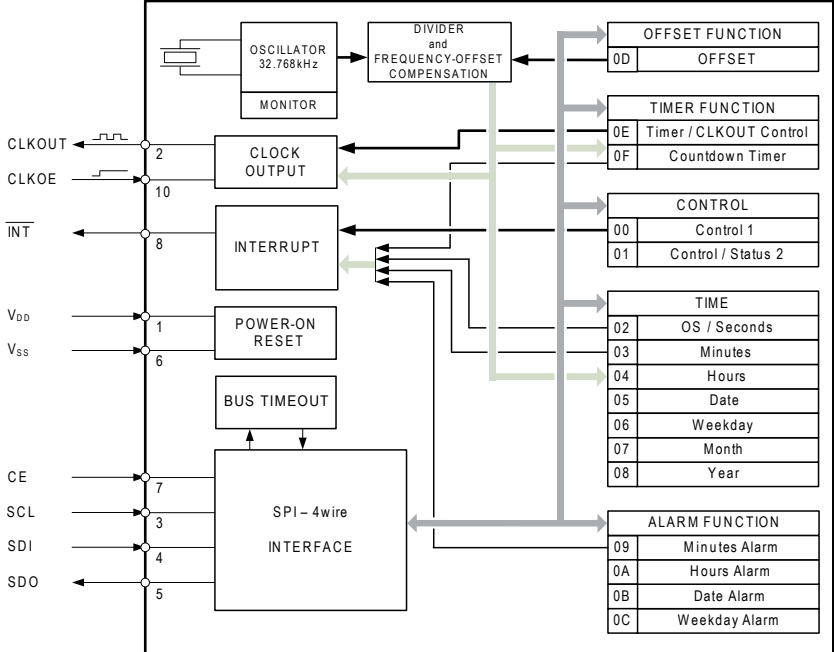 OSCILLATOR
32.768kHz
MONITOR
DIVIDER
and
FREQUENCY-OFFSET
COMPENSATION
OFFSET FUNCTION
0D OFFSET
TIMER FUNCTION
0E Timer / CLKOUT Control
0F Countdown Timer
CLKOUT
2
CLKOE
10
CLOCK
OUTPUT
CONTROL
00 Control 1
01 Control / Status 2
INT
8
INTERRUPT
TIME
02 OS / Seconds
03 Minutes
04 Hours
05 Date
06 Weekday
07 Month
08 Year
VDD
1
VSS
6
POWER-ON
RESET
BUS TIMEOUT
CE
7
SCL
3
SDI
4
SDO
5
SPI – 4wire
INTERFACE
ALARM FUNCTION
09 Minutes Alarm
0A Hours Alarm
0B Date Alarm
0C Weekday Alarm